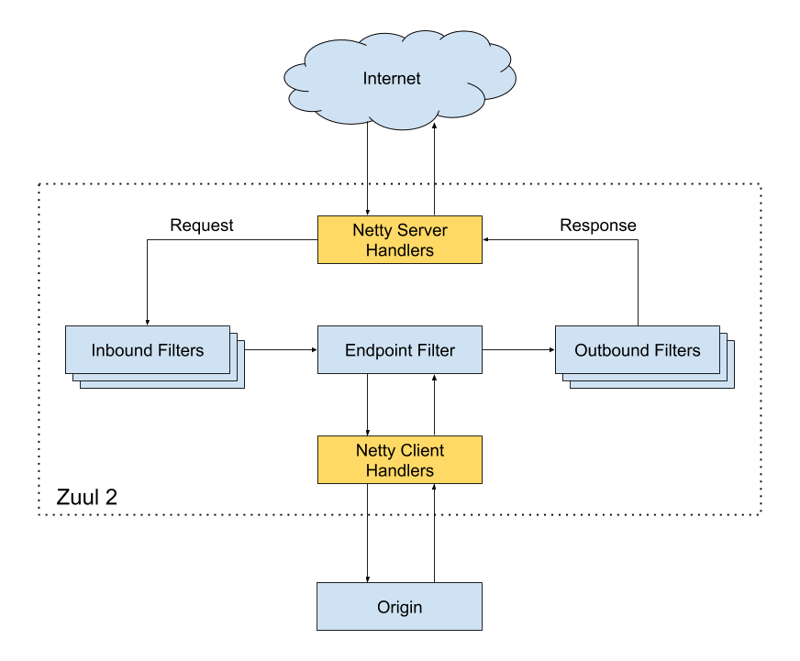 Internet
Request
Netty Server
Handlers
Response
Inbound Filters
Endpoint Filter
Outbound Filters
Netty Client
Handlers
Zuul 2
Origin